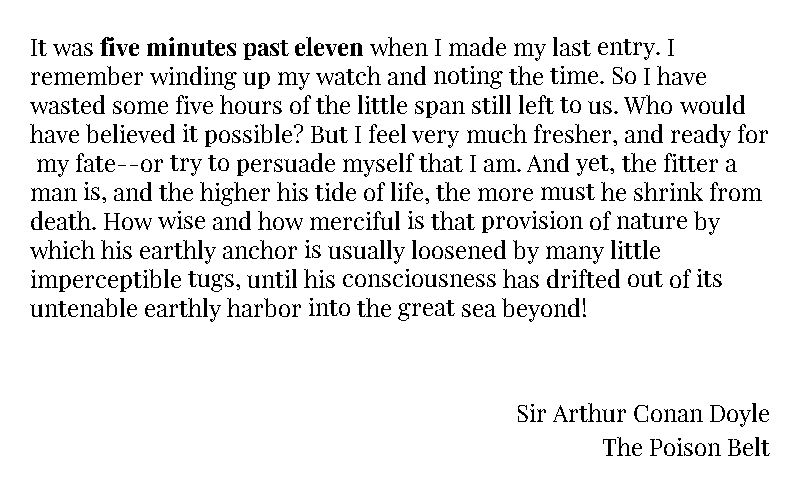 It was five minutes past eleven when I made my last entry. I
remember winding up my watch and noting the time. So I have
wasted some five hours of the little span still left to us. Who would
have believed it possible? But I feel very much fresher, and ready for
my fate--or try to persuade myself that I am. And yet, the fitter a
man is, and the higher his tide of life, the more must he shrink from
death. How wise and how merciful is that provision of nature by
which his earthly anchor is usually loosened by many little
imperceptible tugs, until his consciousness has drifted out of its
untenable earthly harbor into the great sea beyond!
Sir Arthur Conan Doyle
The Poison Belt